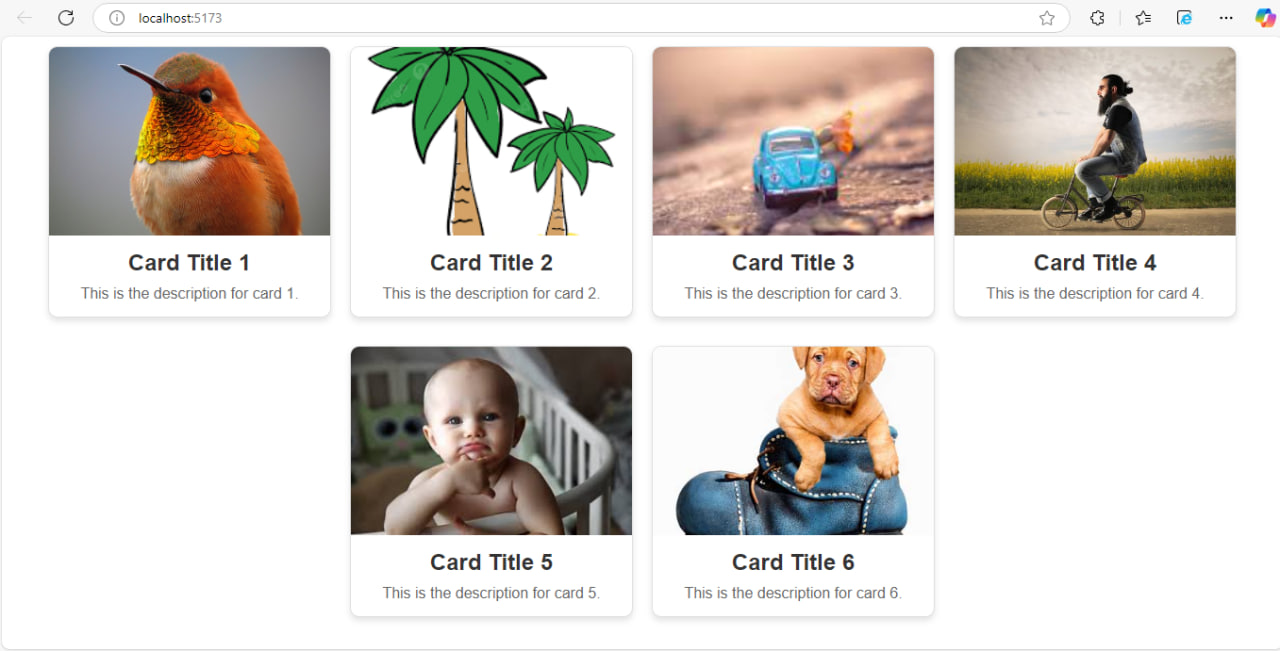 localhost:5173
Card Title 1
This is the description for card 1.
Card Title 2
This is the description for card 2.
Card Title 3
This is the description for card 3.
Card Title 4
This is the description for card 4.
Card Title 5
This is the description for card 5.
Card Title 6
This is the description for card 6.